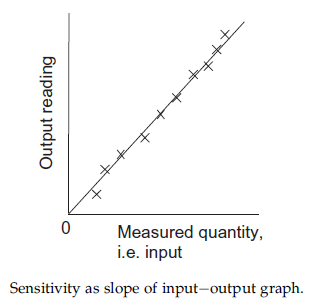 Output reading
0
Measured quantity,
i.e. input
Sensitivity as slope of input−output graph.